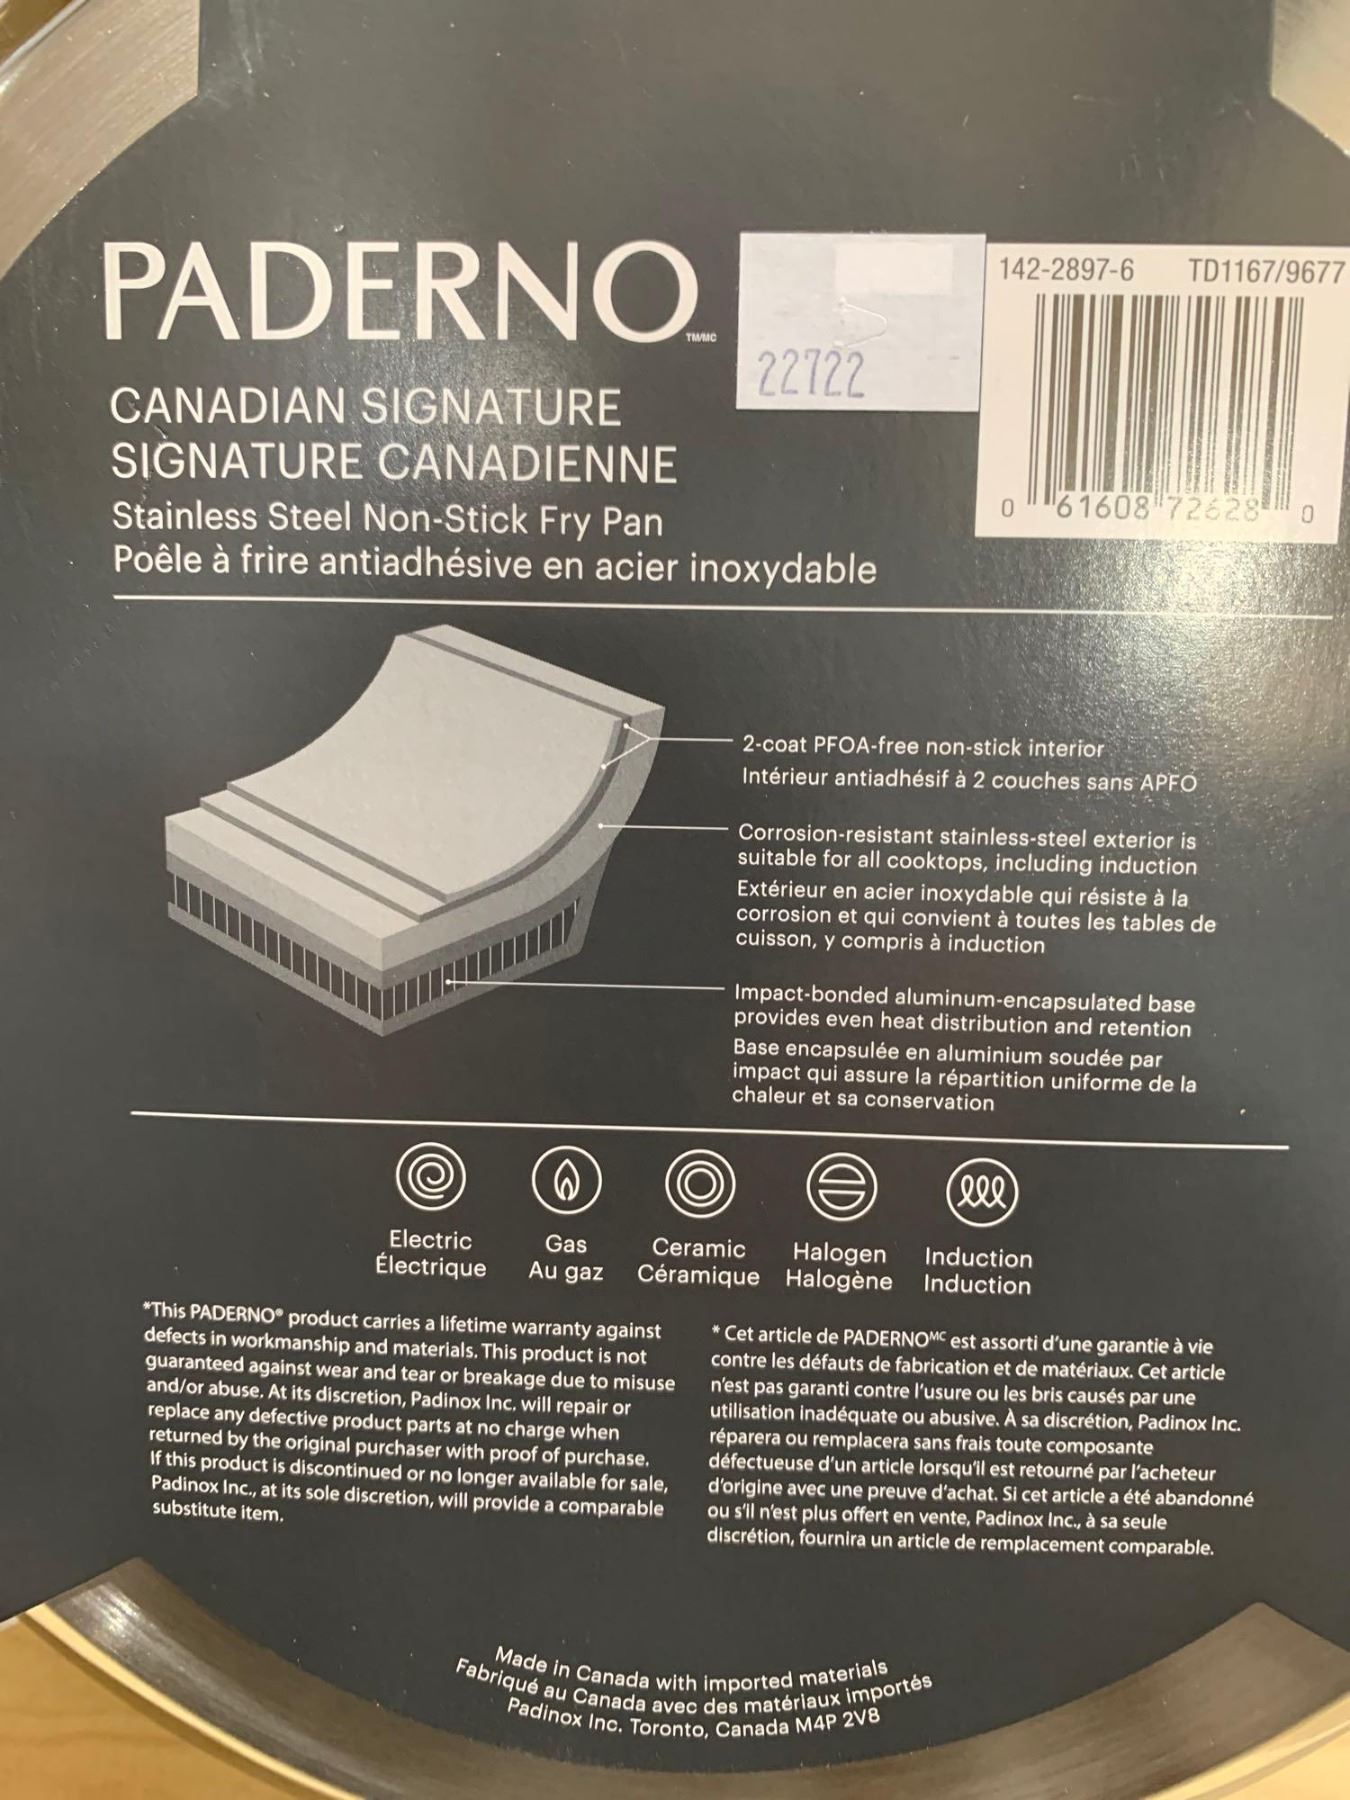 PADERNO TM/MC
22722
142-2897-6 TD1167/9677
0 61608 72628 0
CANADIAN SIGNATURE
SIGNATURE CANADIENNE
Stainless Steel Non-Stick Fry Pan
Poêle à frire antiadhésive en acier inoxydable
2-coat PFOA-free non-stick interior
Intérieur antiadhésif à 2 couches sans APFO
Corrosion-resistant stainless-steel exterior is
suitable for all cooktops, including induction
Extérieur en acier inoxydable qui résiste à la
corrosion et qui convient à toutes les tables de
cuisson, y compris à induction
Impact-bonded aluminum-encapsulated base
provides even heat distribution and retention
Base encapsulée en aluminium soudée par
impact qui assure la répartition uniforme de la
chaleur et sa conservation
Electric
Électrique
Gas
Au gaz
Ceramic
Céramique
Halogen
Halogène
Induction
Induction
*This PADERNO® product carries a lifetime warranty against
defects in workmanship and materials. This product is not
guaranteed against wear and tear or breakage due to misuse
and/or abuse. At its discretion, Padinox Inc. will repair or
replace any defective product parts at no charge when
returned by the original purchaser with proof of purchase.
If this product is discontinued or no longer available for sale,
Padinox Inc., at its sole discretion, will provide a comparable
substitute item.
* Cet article de PADERNOMC est assorti d'une garantie à vie
contre les défauts de fabrication et de matériaux. Cet article
n'est pas garanti contre l'usure ou les bris causés par une
utilisation inadéquate ou abusive. À sa discrétion, Padinox Inc.
réparera ou remplacera sans frais toute composante
défectueuse d'un article lorsqu'il est retourné par l'acheteur
d'origine avec une preuve d'achat. Si cet article a été abandonné
ou s'il n'est plus offert en vente, Padinox Inc., à sa seule
discrétion, fournira un article de remplacement comparable.
Made in Canada with imported materials
Fabriqué au Canada avec des matériaux importés
Padinox Inc. Toronto, Canada M4P 2V8